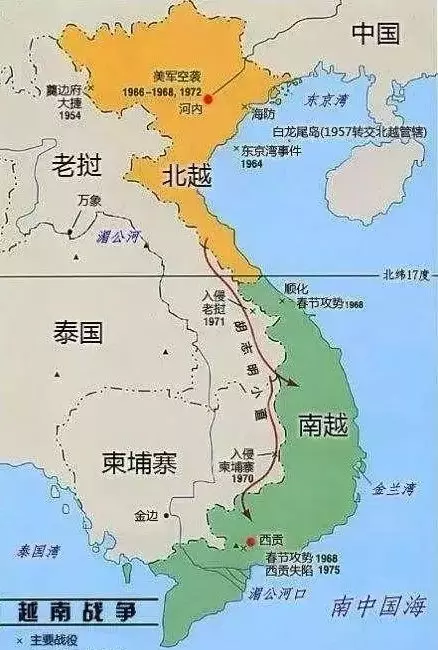 中国
美军空袭
1966-1968, 1972
河内
奠边府
大捷
1954
海防
东京湾
白龙尾岛(1957转交北越管辖)
东京湾事件
1964
老挝
北越
万象
湄公河
北纬17度
顺化
春节攻势1968
入侵
老挝
1971
胡志明小道
泰国
南越
柬埔寨
入侵
柬埔寨
1970
金兰湾
金边
西贡
春节攻势 1968
西贡失陷 1975
泰国湾
湄公河口
南中国海
越南战争
× 主要战役